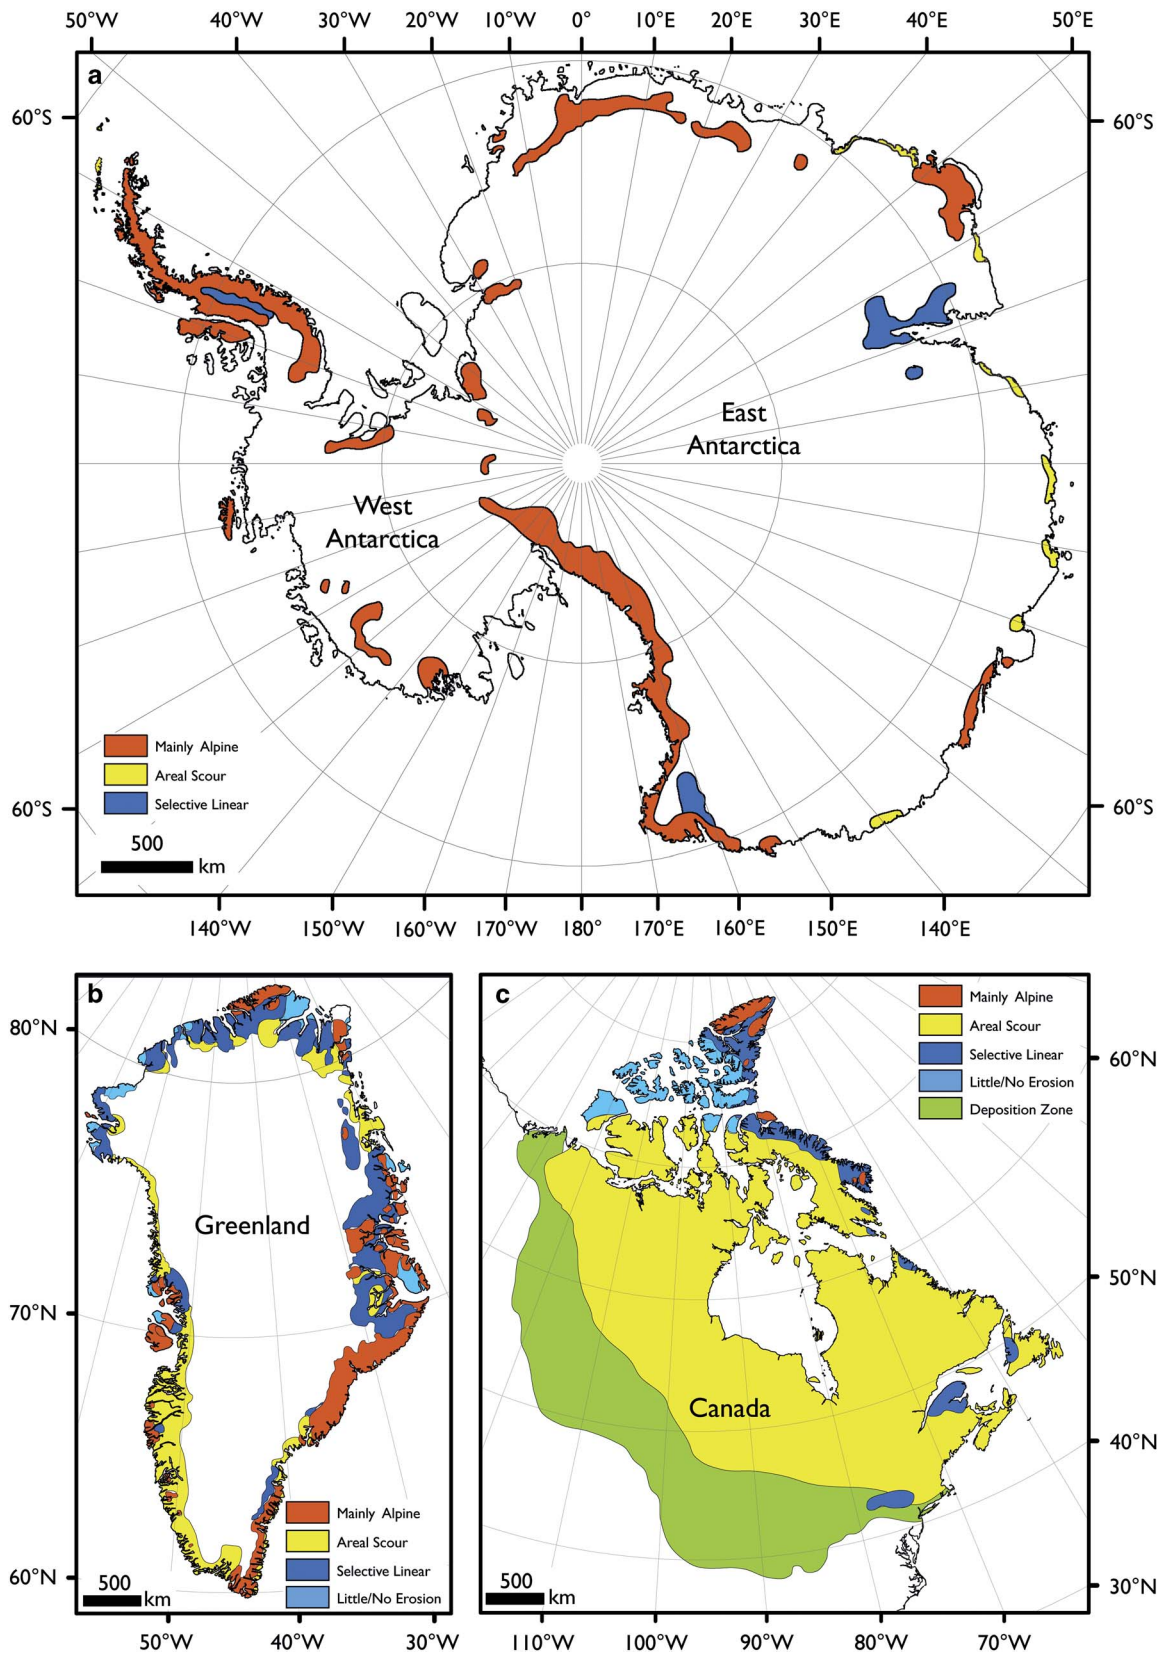 50°W 40°W 30°W 20°W 10°W 0° 10°E 20°E 30°E 40°E 50°E
a
60°S 60°S
East
Antarctica
West
Antarctica
Mainly Alpine
Areal Scour
Selective Linear
60°S 60°S
500
km
140°W 150°W 160°W 170°W 180° 170°E 160°E 150°E 140°E
b
80°N
Greenland
70°N
Mainly Alpine
Areal Scour
Selective Linear
Little/No Erosion
60°N
500
km
50°W 40°W 30°W
c
Mainly Alpine
Areal Scour
Selective Linear
Little/No Erosion
Deposition Zone
60°N
50°N
Canada
40°N
500
km
30°N
110°W 100°W 90°W 80°W 70°W